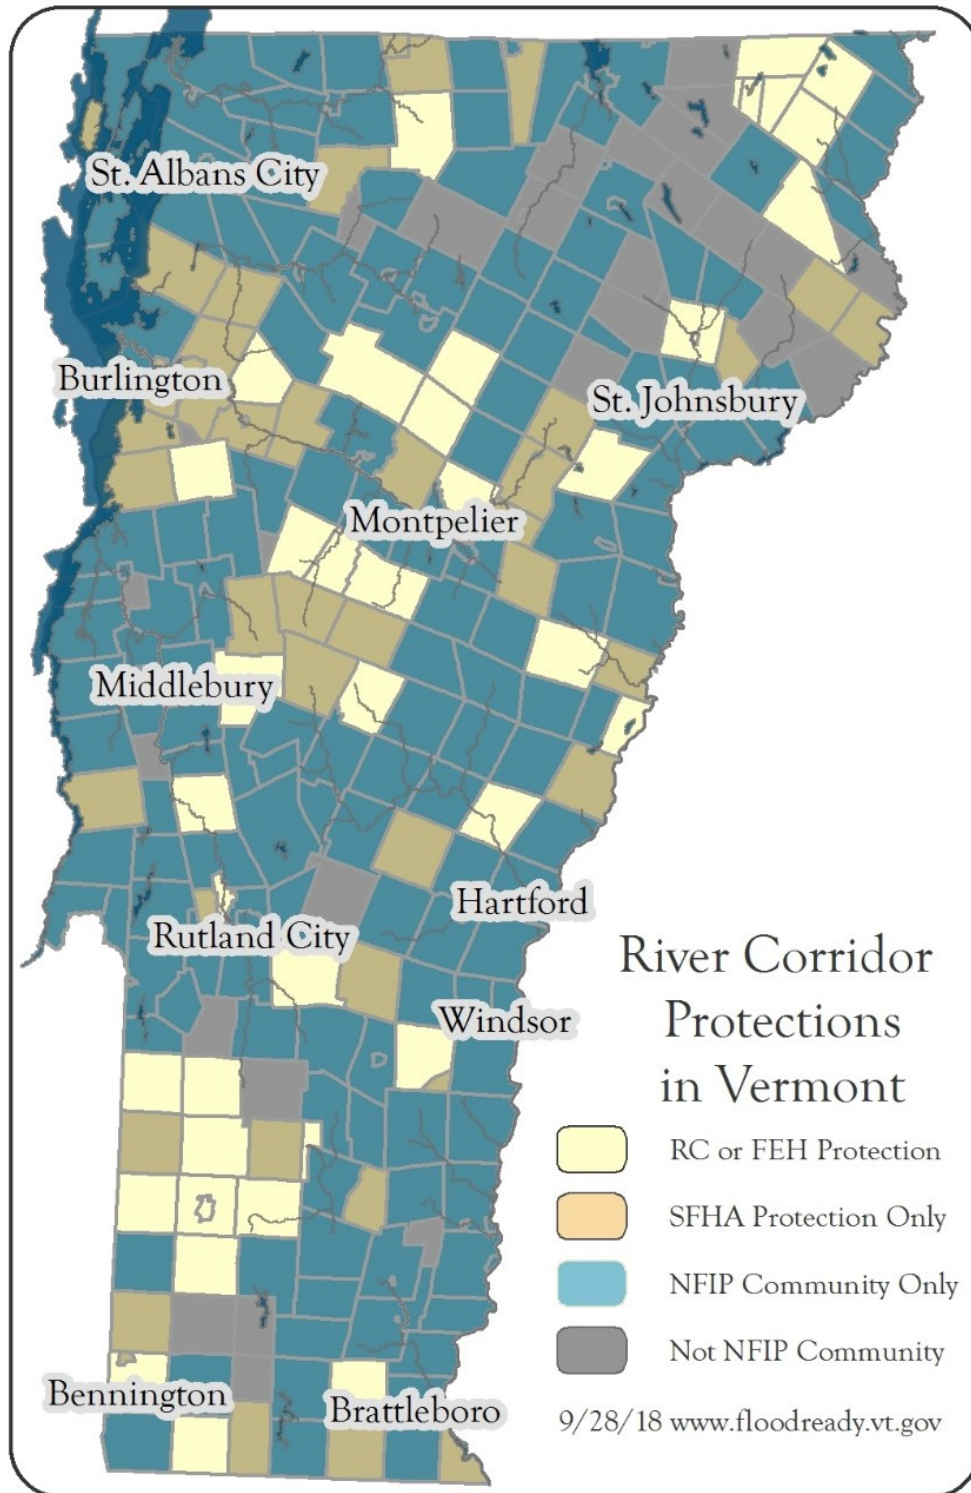 St. Albans City
Burlington
St. Johnsbury
Montpelier
Middlebury
Hartford
Rutland City
Windsor
Bennington
Brattleboro
River Corridor
Protections
in Vermont
RC or FEH Protection
SFHA Protection Only
NFIP Community Only
Not NFIP Community
9/28/18 www.floodready.vt.gov